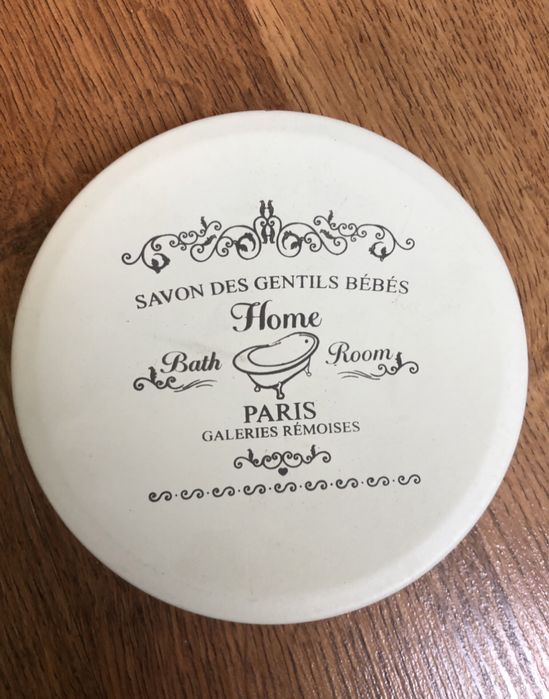 SAVON DES GENTILS BÉBÉS
Home
Bath Room
PARIS
GALERIES RÉMOISES